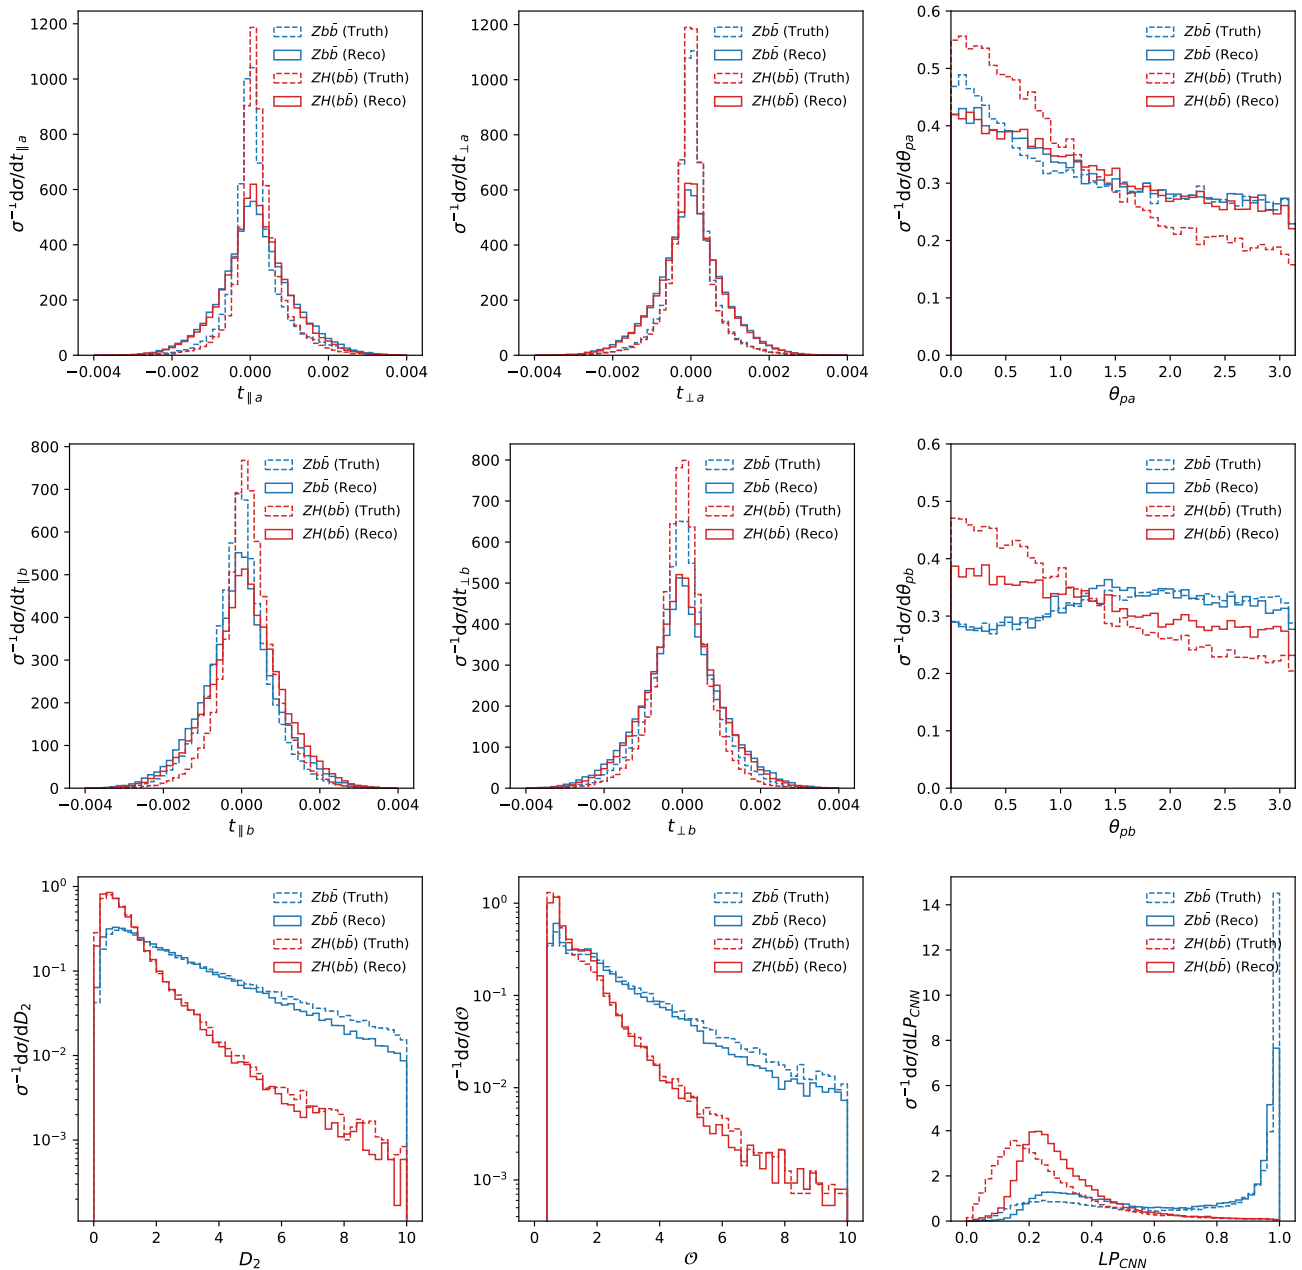 σ⁻¹dσ/dt∥a
1200
1000
800
600
400
200
0
Zbb̄ (Truth)
Zbb̄ (Reco)
ZH(bb̄) (Truth)
ZH(bb̄) (Reco)
−0.004 −0.002 0.000 0.002 0.004
t∥a
σ⁻¹dσ/dt⊥a
1200
1000
800
600
400
200
0
Zbb̄ (Truth)
Zbb̄ (Reco)
ZH(bb̄) (Truth)
ZH(bb̄) (Reco)
−0.004 −0.002 0.000 0.002 0.004
t⊥a
σ⁻¹dσ/dθpa
0.6
0.5
0.4
0.3
0.2
0.1
0.0
Zbb̄ (Truth)
Zbb̄ (Reco)
ZH(bb̄) (Truth)
ZH(bb̄) (Reco)
0.0 0.5 1.0 1.5 2.0 2.5 3.0
θpa
σ⁻¹dσ/dt∥b
800
700
600
500
400
300
200
100
0
Zbb̄ (Truth)
Zbb̄ (Reco)
ZH(bb̄) (Truth)
ZH(bb̄) (Reco)
−0.004 −0.002 0.000 0.002 0.004
t∥b
σ⁻¹dσ/dt⊥b
800
700
600
500
400
300
200
100
0
Zbb̄ (Truth)
Zbb̄ (Reco)
ZH(bb̄) (Truth)
ZH(bb̄) (Reco)
−0.004 −0.002 0.000 0.002 0.004
t⊥b
σ⁻¹dσ/dθpb
0.6
0.5
0.4
0.3
0.2
0.1
0.0
Zbb̄ (Truth)
Zbb̄ (Reco)
ZH(bb̄) (Truth)
ZH(bb̄) (Reco)
0.0 0.5 1.0 1.5 2.0 2.5 3.0
θpb
σ⁻¹dσ/dD₂
10⁰
10⁻¹
10⁻²
10⁻³
Zbb̄ (Truth)
Zbb̄ (Reco)
ZH(bb̄) (Truth)
ZH(bb̄) (Reco)
0 2 4 6 8 10
D₂
σ⁻¹dσ/d𝒪
10⁰
10⁻¹
10⁻²
10⁻³
Zbb̄ (Truth)
Zbb̄ (Reco)
ZH(bb̄) (Truth)
ZH(bb̄) (Reco)
0 2 4 6 8 10
𝒪
σ⁻¹dσ/dLPCNN
14
12
10
8
6
4
2
0
Zbb̄ (Truth)
Zbb̄ (Reco)
ZH(bb̄) (Truth)
ZH(bb̄) (Reco)
0.0 0.2 0.4 0.6 0.8 1.0
LPCNN